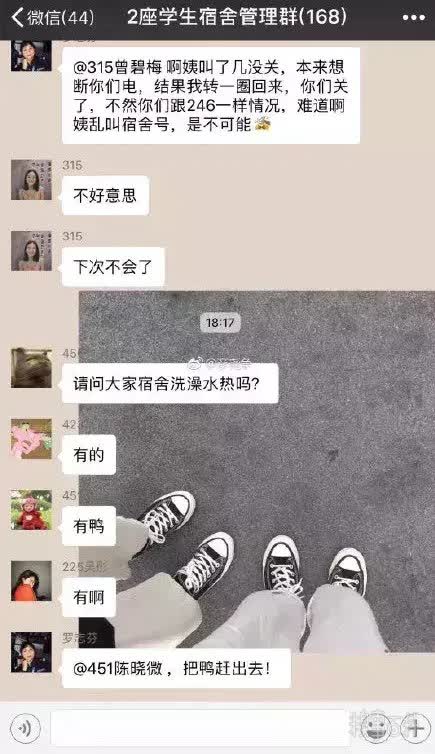 微信(44)
2座学生宿舍管理群(168)
@315曾碧梅 啊姨叫了几没关，本来想
断你们电，结果我转一圈回来，你们关
了，不然你们跟246一样情况，难道啊
姨乱叫宿舍号，是不可能
315
不好意思
315
下次不会了
18:17
45
请问大家宿舍洗澡水热吗？
42
有的
45
有鸭
225吴彤
有啊
罗志芬
@451陈晓微，把鸭赶出去！